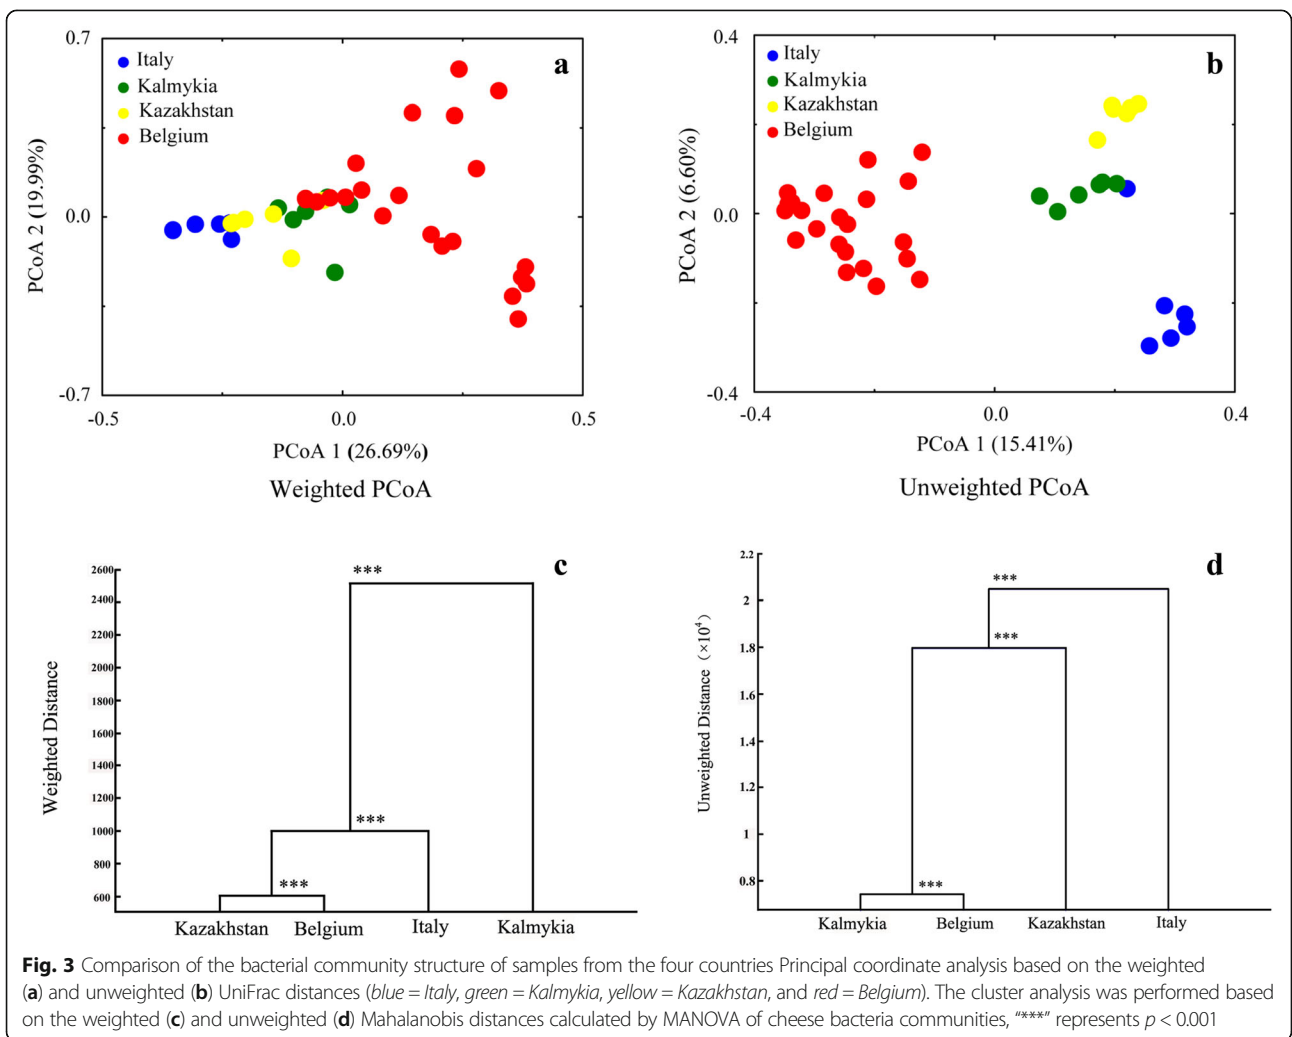 0.7
Italy
Kalmykia
Kazakhstan
Belgium
a
PCoA 2 (19.99%)
0.0
-0.7
-0.5
0.0
0.5
PCoA 1 (26.69%)
Weighted PCoA
0.4
Italy
Kalmykia
Kazakhstan
Belgium
b
PCoA 2 (6.60%)
0.0
-0.4
-0.4
0.0
0.4
PCoA 1 (15.41%)
Unweighted PCoA
c
Weighted Distance
2600
2400
2200
2000
1800
1600
1400
1200
1000
800
600
***
***
***
Kazakhstan
Belgium
Italy
Kalmykia
d
Unweighted Distance (×10⁴)
2.2
2
1.8
1.6
1.4
1.2
1
0.8
***
***
***
Kalmykia
Belgium
Kazakhstan
Italy
Fig. 3 Comparison of the bacterial community structure of samples from the four countries Principal coordinate analysis based on the weighted
(a) and unweighted (b) UniFrac distances (blue = Italy, green = Kalmykia, yellow = Kazakhstan, and red = Belgium). The cluster analysis was performed based
on the weighted (c) and unweighted (d) Mahalanobis distances calculated by MANOVA of cheese bacteria communities, “***” represents p < 0.001